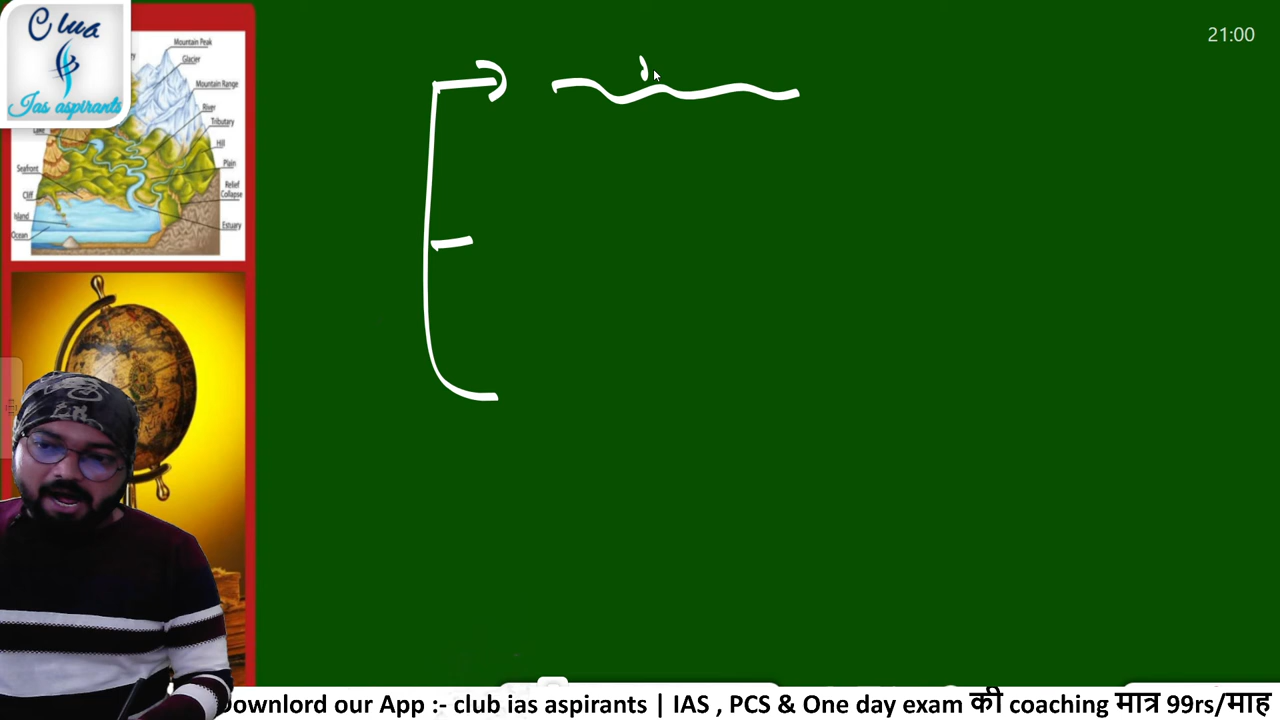 Clua
Ias aspirants
21:00
Mountain Peak
Glacier
Mountain Range
River
Tributary
Hill
Lake
Plain
Seafront
Relief
Collapse
Cliff
Island
Estuary
Ocean
Downlord our App :- club ias aspirants | IAS , PCS & One day exam की coaching मात्र 99rs/माह